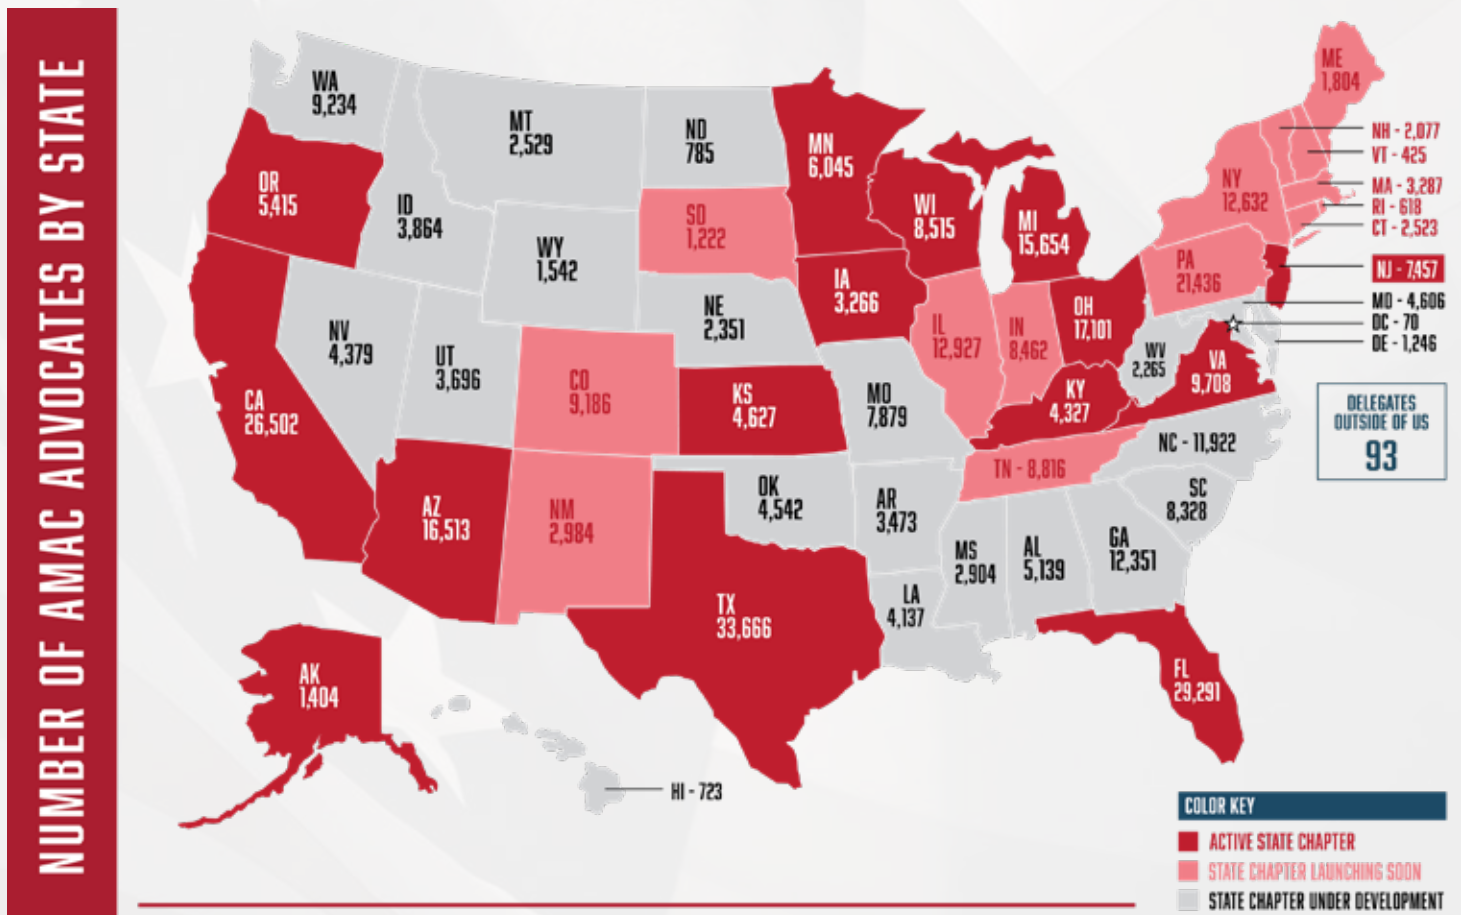 NUMBER OF AMAC ADVOCATES BY STATE
WA
9,234
MT
2,529
ND
785
MN
6,045
ME
1,804
OR
5,415
ID
3,864
WY
1,542
SD
1,222
WI
8,515
MI
15,654
NY
12,632
NH - 2,077
VT - 425
MA - 3,287
RI - 618
CT - 2,523
NJ - 7,457
MD - 4,606
DC - 70
DE - 1,246
NV
4,379
UT
3,696
NE
2,351
IA
3,266
IL
12,927
IN
8,462
OH
17,101
PA
21,436
WV
2,265
VA
9,708
CA
26,502
CO
9,186
KS
4,627
MO
7,879
KY
4,327
DELEGATES
OUTSIDE OF US
93
AZ
16,513
NM
2,984
OK
4,542
AR
3,473
TN - 8,816
NC - 11,922
SC
8,328
TX
33,666
LA
4,137
MS
2,904
AL
5,139
GA
12,351
FL
29,291
AK
1,404
HI - 723
COLOR KEY
ACTIVE STATE CHAPTER
STATE CHAPTER LAUNCHING SOON
STATE CHAPTER UNDER DEVELOPMENT